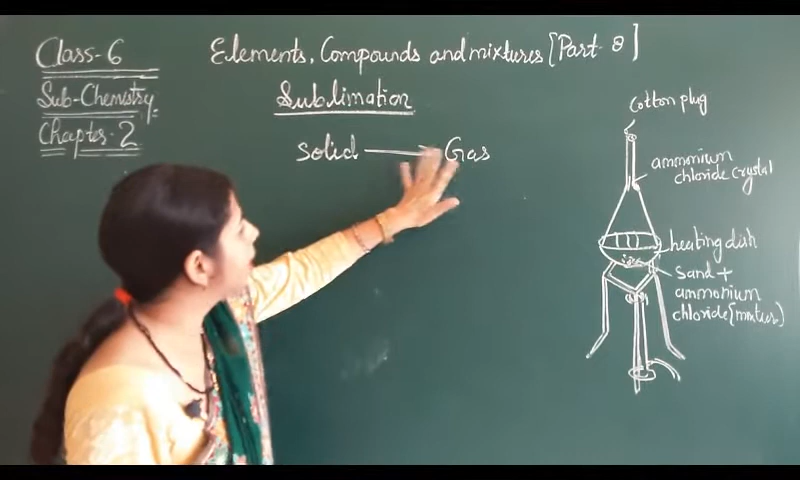 Class-6
Elements, Compounds and mixtures [Part-8]
Sub-Chemistry
Chapter-2
Sublimation
Solid → Gas
Cotton plug
ammonium
chloride crystal
heating dish
Sand +
ammonium
chloride [mixture]